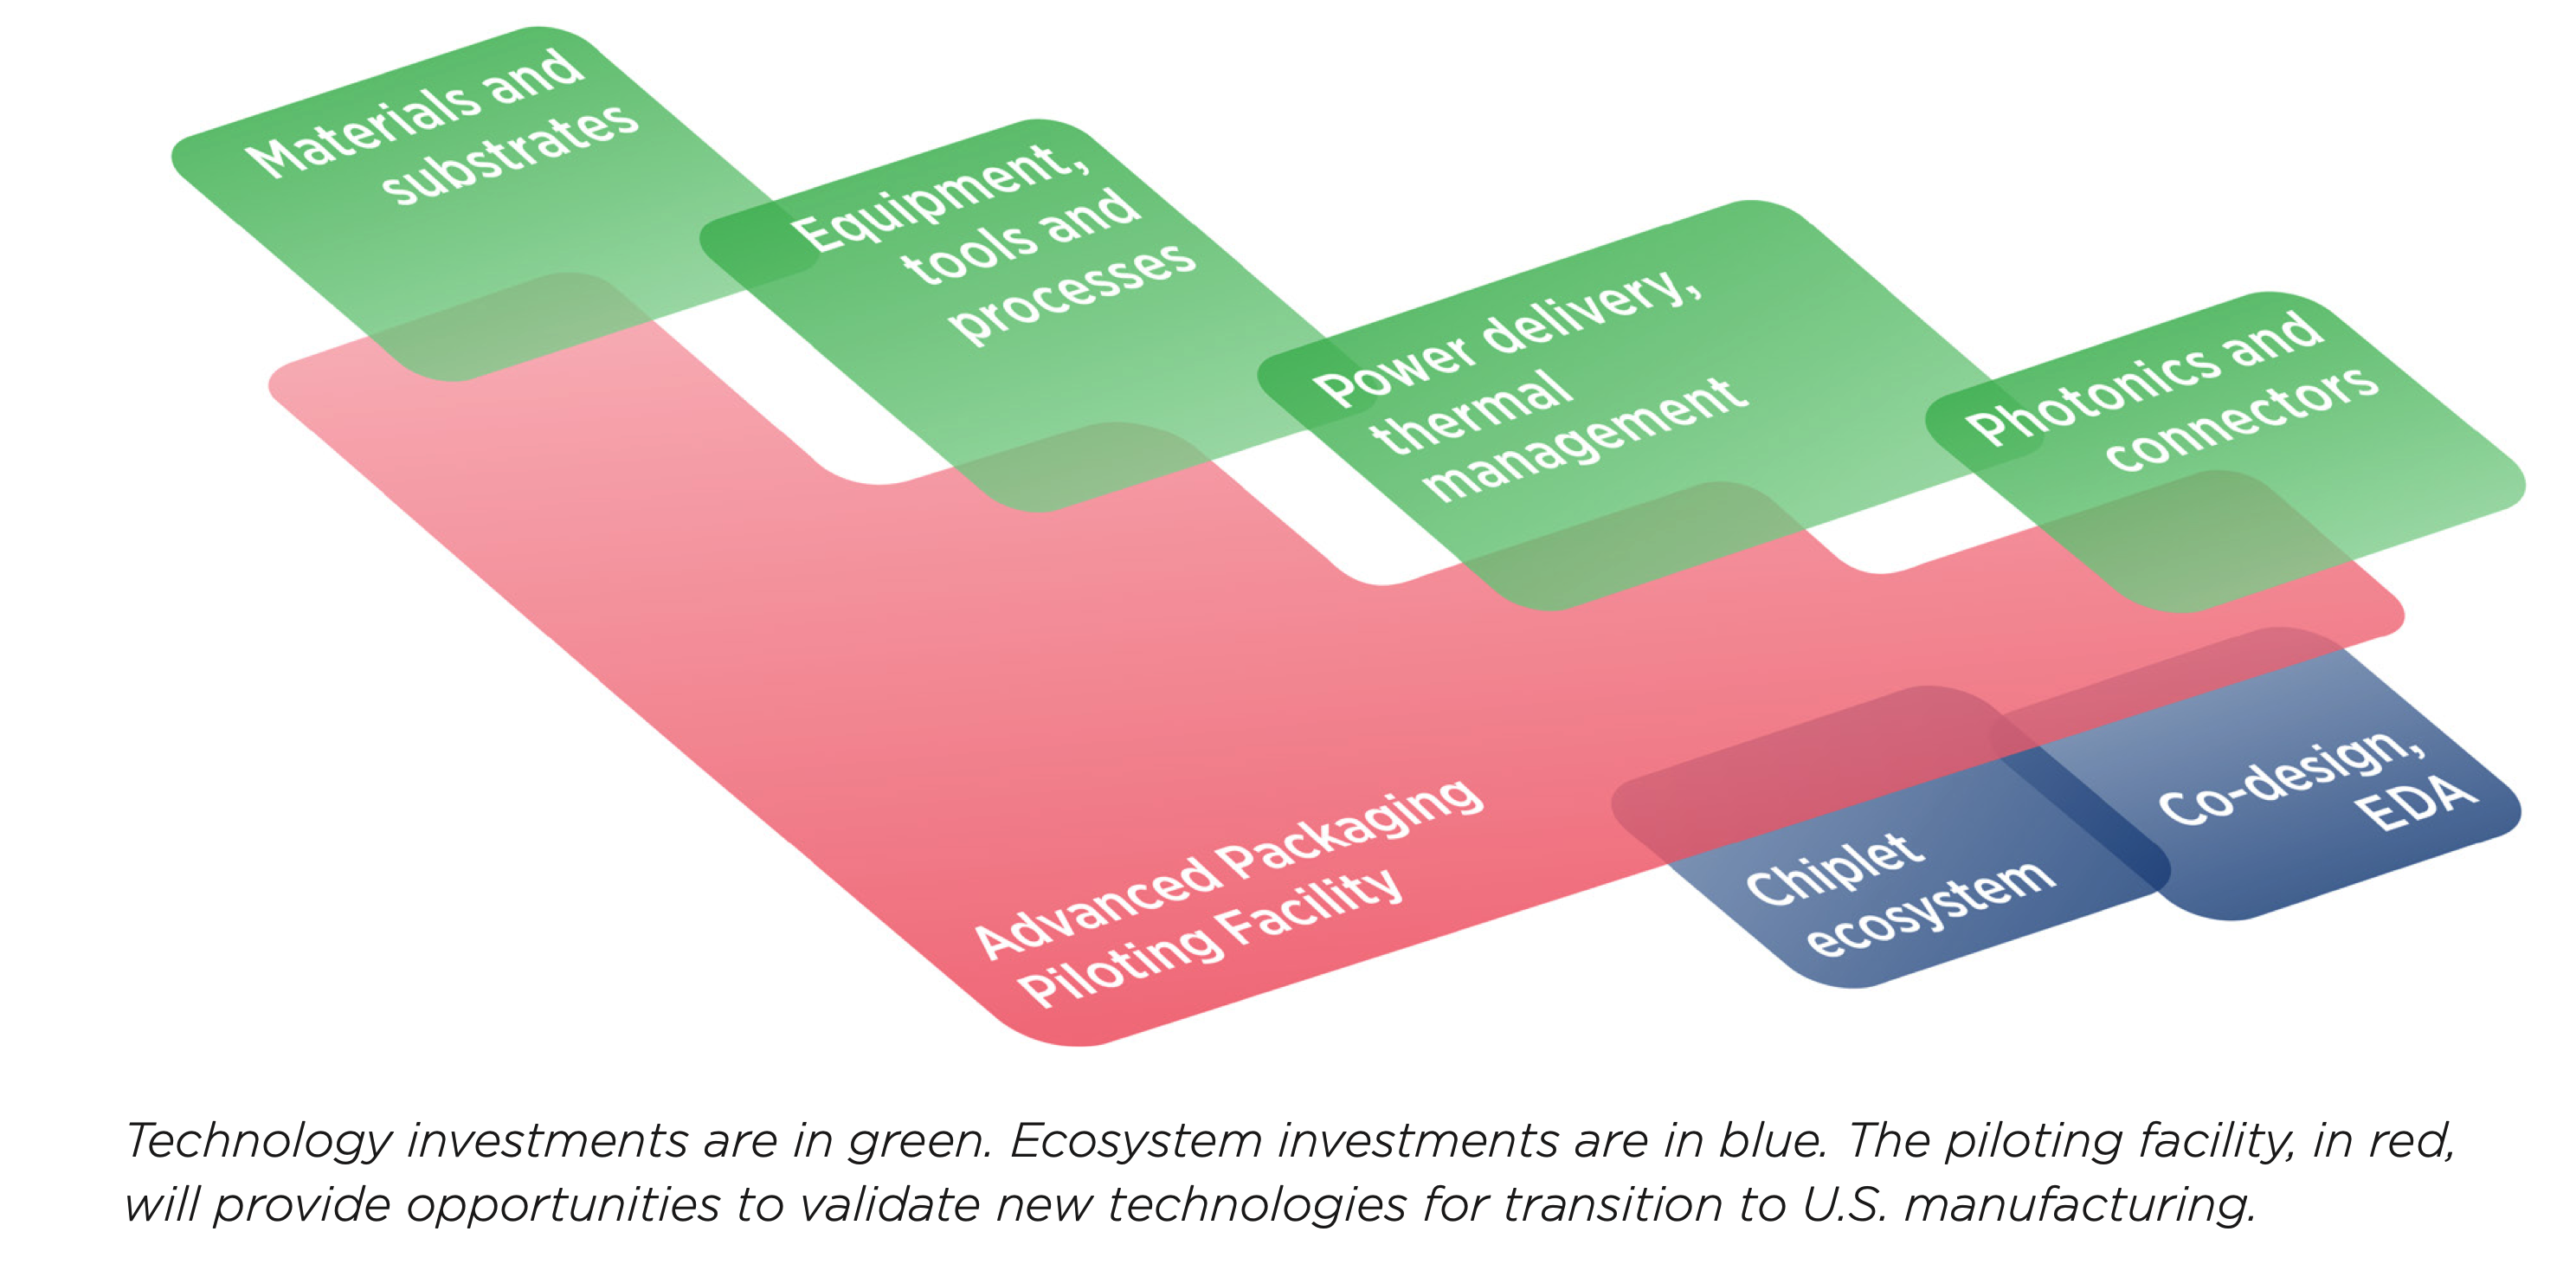 Materials and
substrates
Equipment,
tools and
processes
Power delivery,
thermal
management
Photonics and
connectors
Advanced Packaging
Piloting Facility
Chiplet
ecosystem
Co-design,
EDA
Technology investments are in green. Ecosystem investments are in blue. The piloting facility, in red,
will provide opportunities to validate new technologies for transition to U.S. manufacturing.